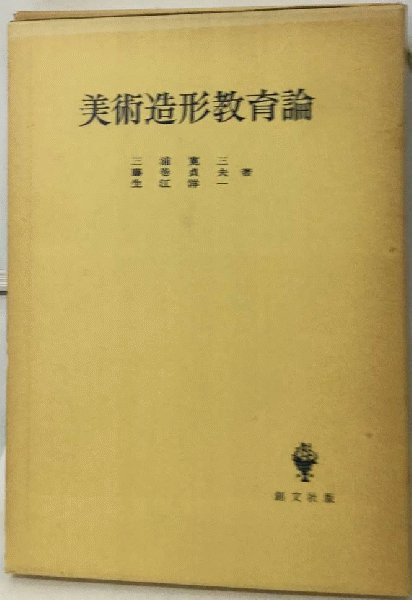 美術造形教育論
三浦寛三
藤巻貞夫 著
生江洋一
創文社版